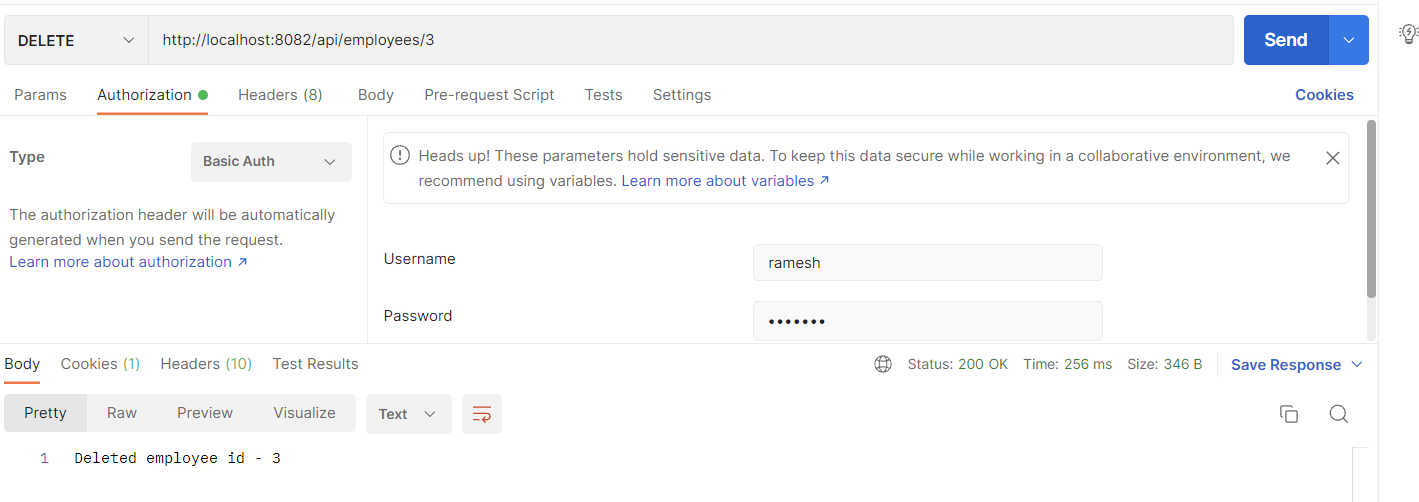 DELETE http://localhost:8082/api/employees/3 Send
Params Authorization Headers (8) Body Pre-request Script Tests Settings Cookies
Type Basic Auth
The authorization header will be automatically
generated when you send the request.
Learn more about authorization ↗
Heads up! These parameters hold sensitive data. To keep this data secure while working in a collaborative environment, we
recommend using variables. Learn more about variables ↗
Username ramesh
Password •••••••
Body Cookies (1) Headers (10) Test Results Status: 200 OK Time: 256 ms Size: 346 B Save Response
Pretty Raw Preview Visualize Text
1 Deleted employee id - 3